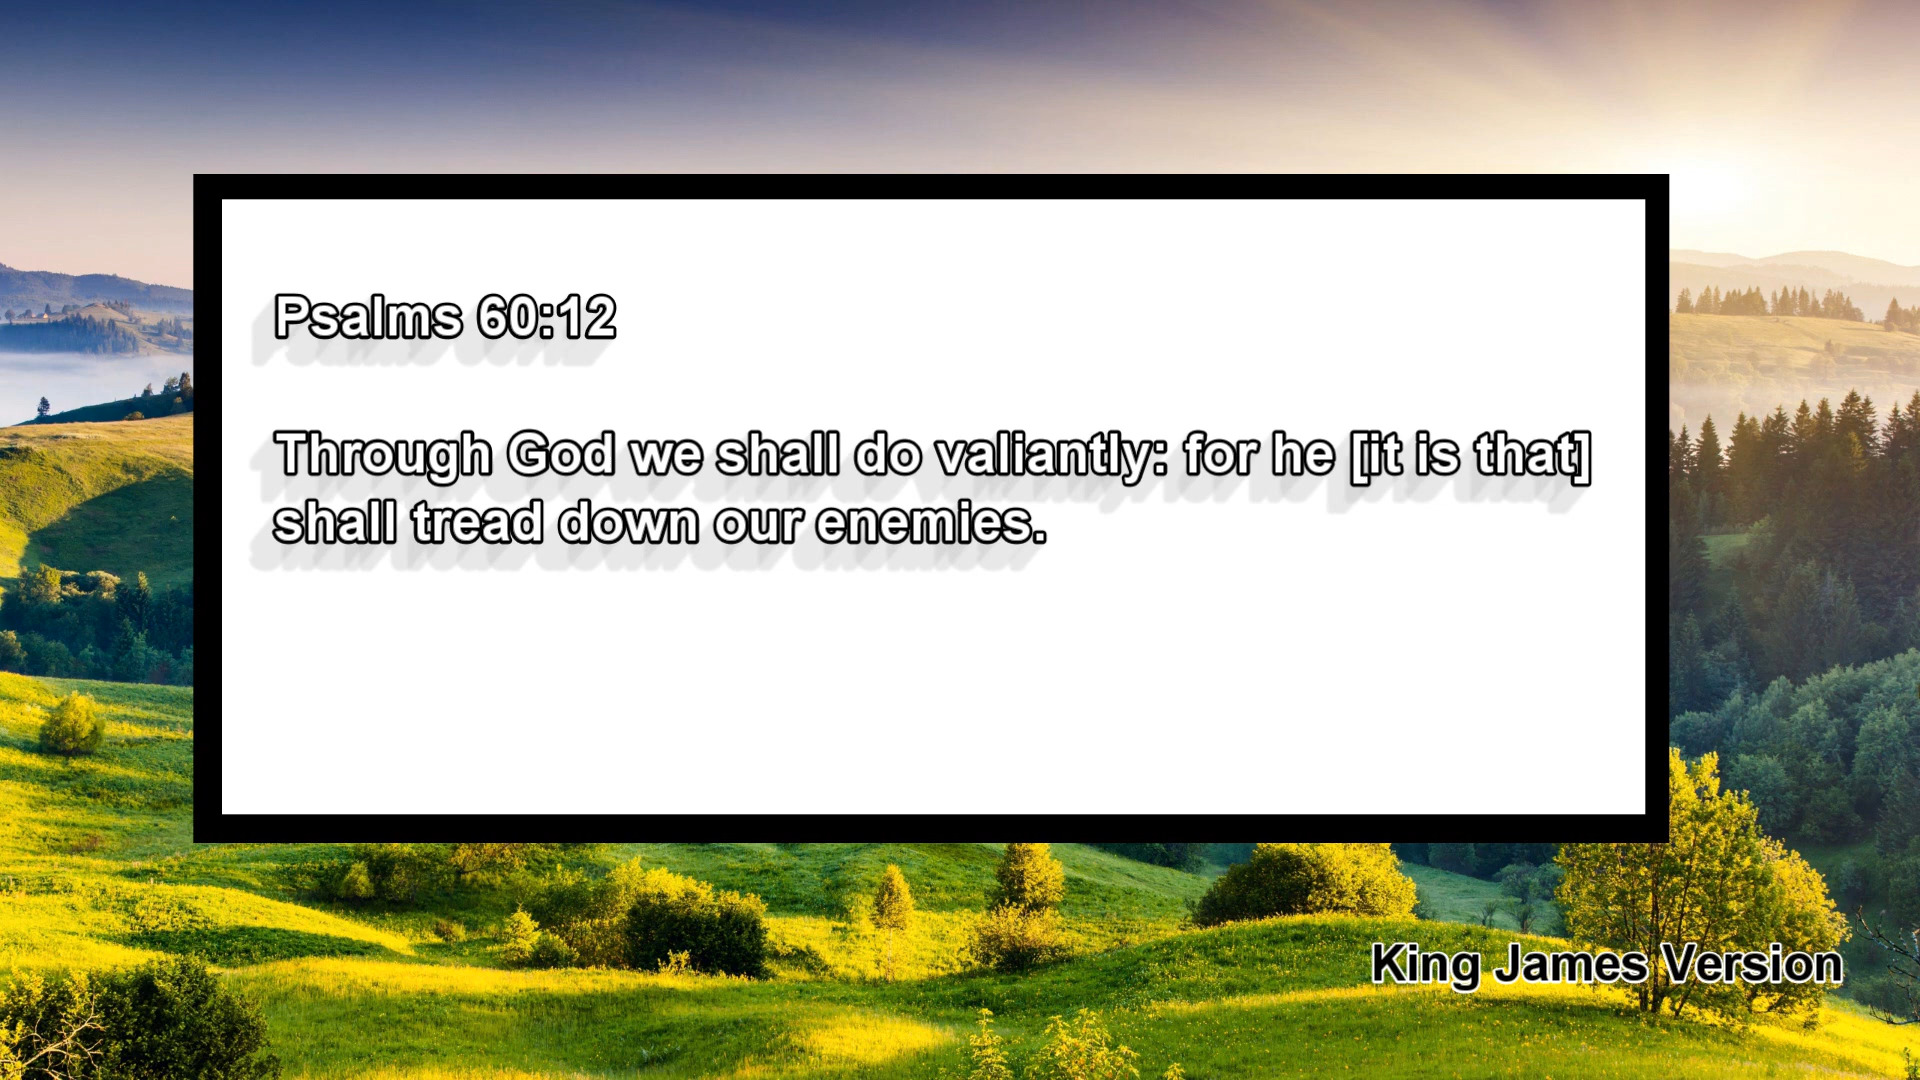 Psalms 60:12
Through God we shall do valiantly: for he [it is that]
shall tread down our enemies.
King James Version